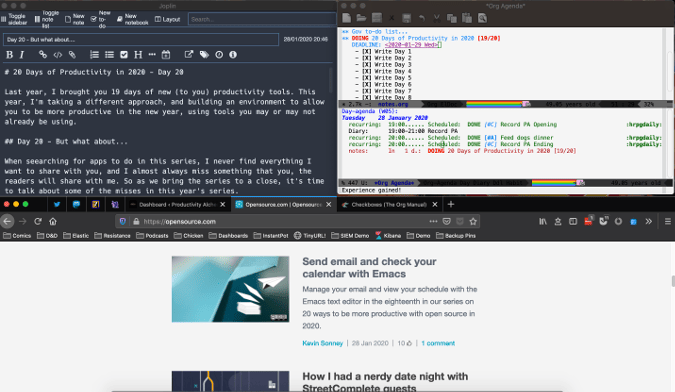 Joplin
Toggle sidebar
Toggle note list
New note
New to-do
New notebook
Layout
Search...
Day 20 - But what about....
28/01/2020 20:46
# 20 Days of Productivity in 2020 - Day 20
Last year, I brought you 19 days of new (to you) productivity tools. This
year, I'm taking a different approach, and building an environment to allow
you to be more productive in the new year, using tools you may or may not
already be using.
## Day 20 - But what about...
When seearching for apps to do in this series, I never find everything I
want to share with you, and I almost always miss something that you, the
readers will share with me. So as we bring the series to a close, it's time
to talk about some of the misses in this year's series.
*Org Agenda*
** Gov to-do list...
** DOING 20 Days of Productivity in 2020 [19/20]
DEADLINE: <2020-01-29 Wed>
- [X] Write Day 1
- [X] Write Day 2
- [X] Write Day 3
- [X] Write Day 4
- [X] Write Day 5
- [X] Write Day 6
- [X] Write Day 7
- [X] Write Day 8
notes.org
32%
Day-agenda (W05):
Tuesday 28 January 2020
recurring: 19:00...... Scheduled: DONE [#C] Record PA Opening :hrpgdaily:
Diary: 19:00-21:00 Record PA
recurring: 20:00...... Scheduled: DONE [#A] Feed dogs dinner :hrpgdaily:
recurring: 20:00...... Scheduled: DONE [#C] Record PA Ending :hrpgdaily:
notes: In 1 d.: DOING 20 Days of Productivity in 2020 [19/20]
*Org Agenda*
Experience gained!
Dashboard • Productivity Alch
Opensource.com | Opensource
Checkboxes (The Org Manual)
https://opensource.com
Comics
D&D
Elastic
Resistance
Podcasts
Chicken
Dashboards
InstantPot
TinyURL!
SIEM Demo
Kibana
Demo
Backup Pins
Send email and check your
calendar with Emacs
Manage your email and view your schedule with the
Emacs text editor in the eighteenth in our series on
20 ways to be more productive with open source in
2020.
Kevin Sonney | 28 Jan 2020 | 10 | 1 comment
How I had a nerdy date night with
StreetComplete quests